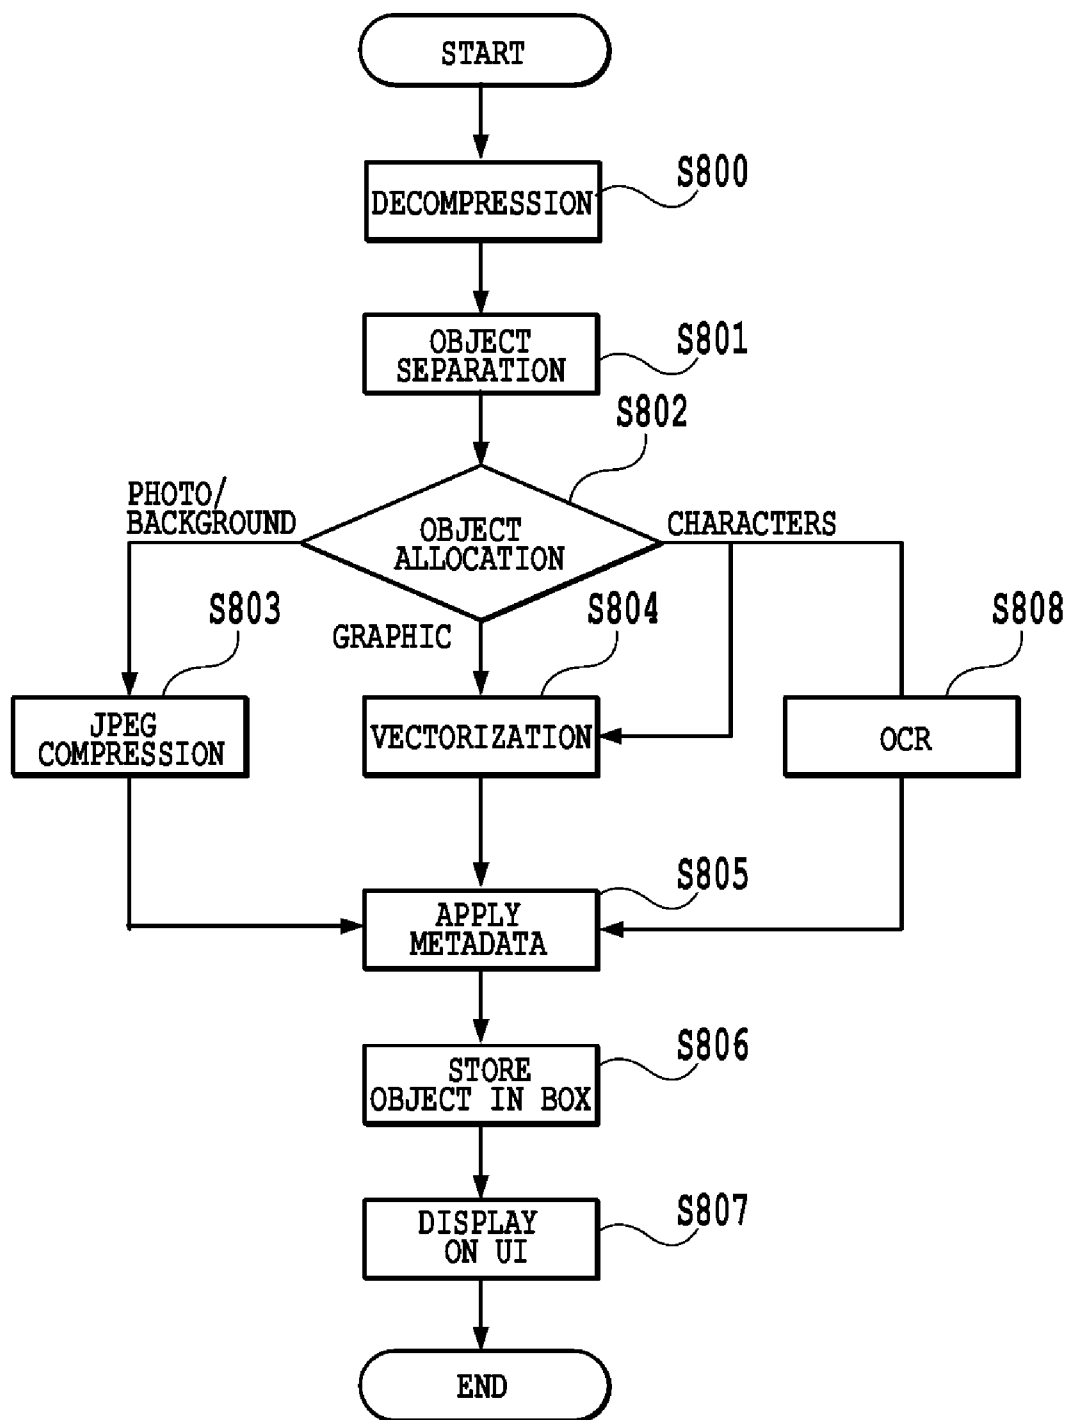 START
S800
DECOMPRESSION
S801
OBJECT
SEPARATION
S802
PHOTO/
BACKGROUND
OBJECT
ALLOCATION
CHARACTERS
S803
GRAPHIC
S804
S808
JPEG
COMPRESSION
VECTORIZATION
OCR
S805
APPLY
METADATA
S806
STORE
OBJECT IN BOX
S807
DISPLAY
ON UI
END